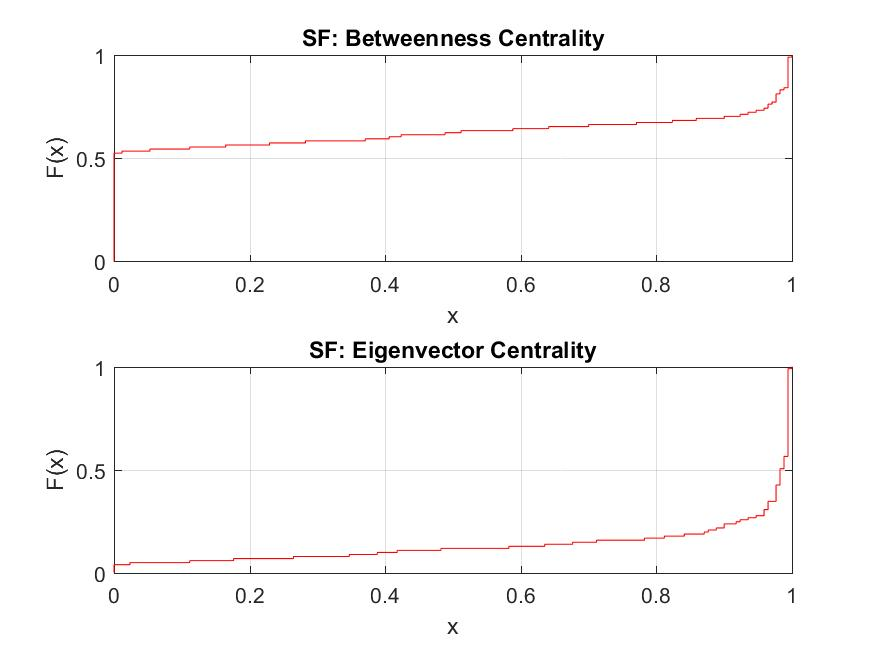 SF: Betweenness Centrality
1
0.5
0
F(x)
0 0.2 0.4 0.6 0.8 1
x
SF: Eigenvector Centrality
1
0.5
0
F(x)
0 0.2 0.4 0.6 0.8 1
x